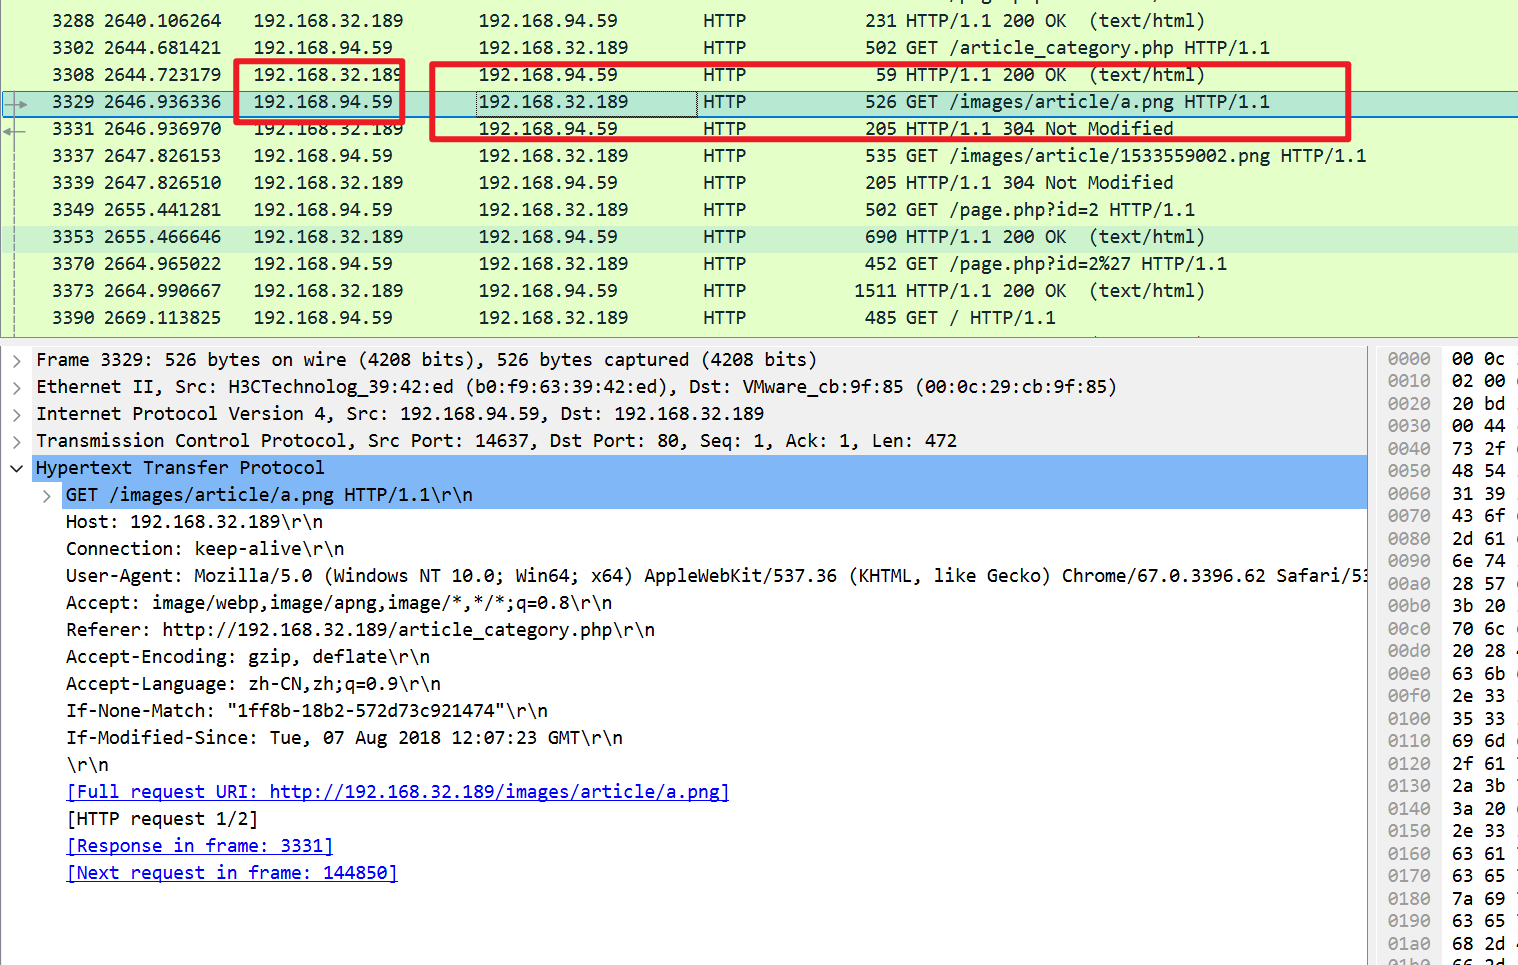 3288 2640.106264 192.168.32.189 192.168.94.59 HTTP 231 HTTP/1.1 200 OK (text/html)
3302 2644.681421 192.168.94.59 192.168.32.189 HTTP 502 GET /article_category.php HTTP/1.1
3308 2644.723179 192.168.32.189 192.168.94.59 HTTP 59 HTTP/1.1 200 OK (text/html)
3329 2646.936336 192.168.94.59 192.168.32.189 HTTP 526 GET /images/article/a.png HTTP/1.1
3331 2646.936970 192.168.32.189 192.168.94.59 HTTP 205 HTTP/1.1 304 Not Modified
3337 2647.826153 192.168.94.59 192.168.32.189 HTTP 535 GET /images/article/1533559002.png HTTP/1.1
3339 2647.826510 192.168.32.189 192.168.94.59 HTTP 205 HTTP/1.1 304 Not Modified
3349 2655.441281 192.168.94.59 192.168.32.189 HTTP 502 GET /page.php?id=2 HTTP/1.1
3353 2655.466646 192.168.32.189 192.168.94.59 HTTP 690 HTTP/1.1 200 OK (text/html)
3370 2664.965022 192.168.94.59 192.168.32.189 HTTP 452 GET /page.php?id=2%27 HTTP/1.1
3373 2664.990667 192.168.32.189 192.168.94.59 HTTP 1511 HTTP/1.1 200 OK (text/html)
3390 2669.113825 192.168.94.59 192.168.32.189 HTTP 485 GET / HTTP/1.1
Frame 3329: 526 bytes on wire (4208 bits), 526 bytes captured (4208 bits)
Ethernet II, Src: H3CTechnolog_39:42:ed (b0:f9:63:39:42:ed), Dst: VMware_cb:9f:85 (00:0c:29:cb:9f:85)
Internet Protocol Version 4, Src: 192.168.94.59, Dst: 192.168.32.189
Transmission Control Protocol, Src Port: 14637, Dst Port: 80, Seq: 1, Ack: 1, Len: 472
Hypertext Transfer Protocol
GET /images/article/a.png HTTP/1.1\r\n
Host: 192.168.32.189\r\n
Connection: keep-alive\r\n
User-Agent: Mozilla/5.0 (Windows NT 10.0; Win64; x64) AppleWebKit/537.36 (KHTML, like Gecko) Chrome/67.0.3396.62 Safari/53
Accept: image/webp,image/apng,image/*,*/*;q=0.8\r\n
Referer: http://192.168.32.189/article_category.php\r\n
Accept-Encoding: gzip, deflate\r\n
Accept-Language: zh-CN,zh;q=0.9\r\n
If-None-Match: "1ff8b-18b2-572d73c921474"\r\n
If-Modified-Since: Tue, 07 Aug 2018 12:07:23 GMT\r\n
\r\n
[Full request URI: http://192.168.32.189/images/article/a.png]
[HTTP request 1/2]
[Response in frame: 3331]
[Next request in frame: 144850]
0000 00 0c
0010 02 00
0020 20 bd
0030 00 44
0040 73 2f
0050 48 54
0060 31 39
0070 43 6f
0080 2d 61
0090 6e 74
00a0 28 57
00b0 3b 20
00c0 70 6c
00d0 20 28
00e0 63 6b
00f0 2e 33
0100 35 33
0110 69 6d
0120 2f 61
0130 2a 3b
0140 3a 20
0150 2e 33
0160 63 61
0170 63 65
0180 7a 69
0190 63 65
01a0 68 2d